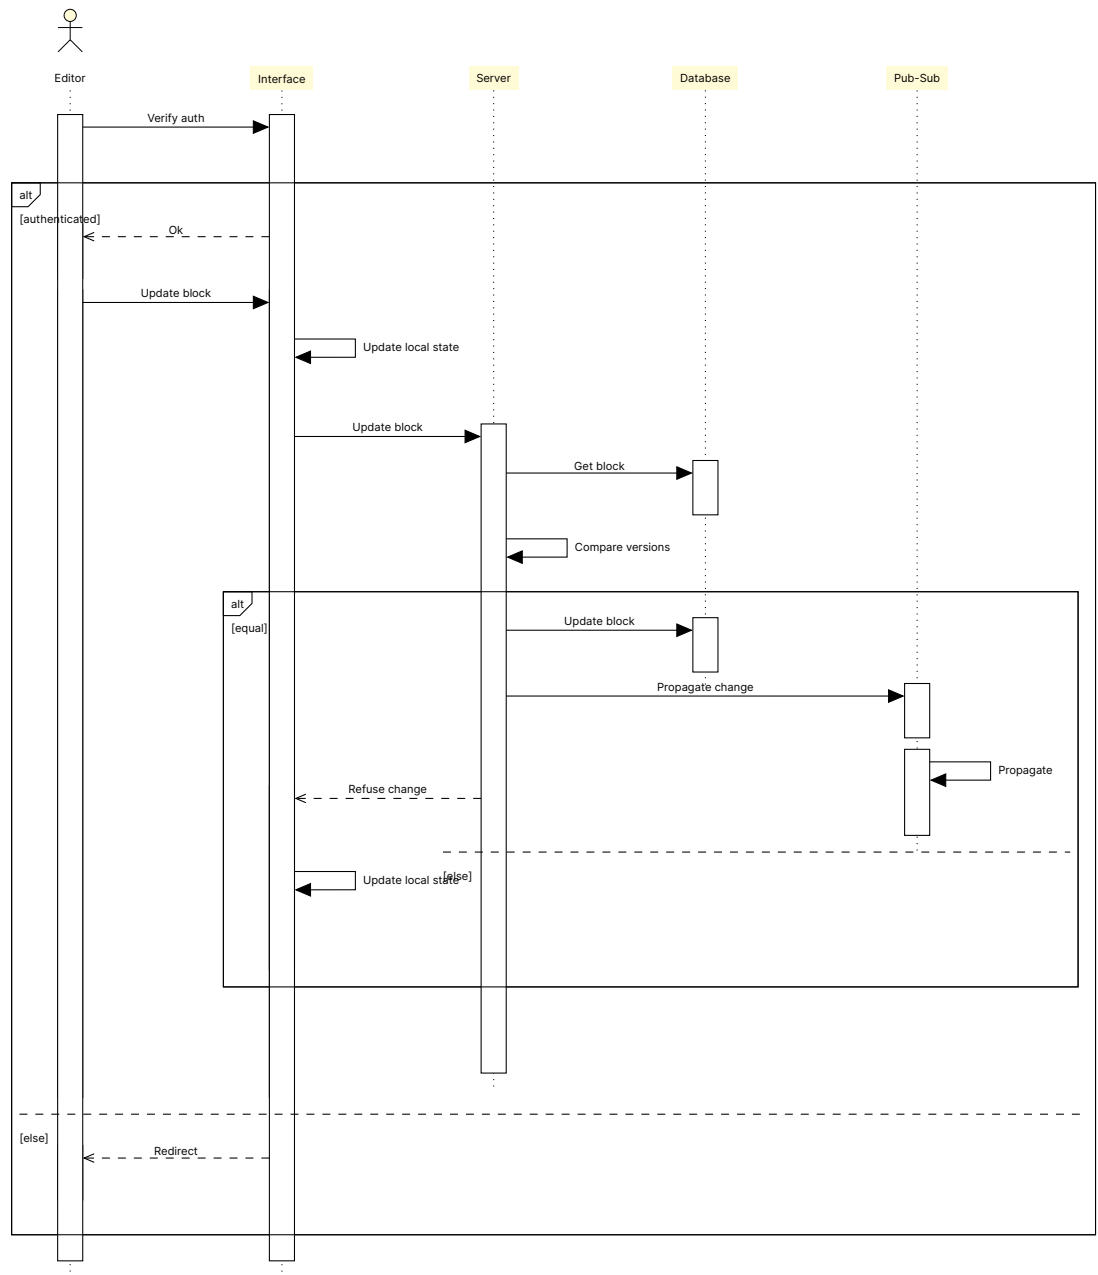 Editor
Interface
Server
Database
Pub-Sub
Verify auth
alt
[authenticated]
Ok
Update block
Update local state
Update block
Get block
Compare versions
alt
[equal]
Update block
Propagate change
Propagate
Refuse change
[else]
Update local state
[else]
Redirect